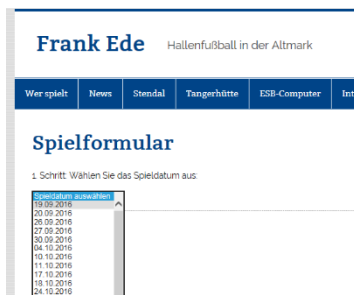 Frank Ede Hallenfußball in der Altmark
Wer spielt News Stendal Tangerhütte ESB-Computer Int
Spielformular
1. Schritt: Wählen Sie das Spieldatum aus:
Spieldatum auswählen
19.09.2016
20.09.2016
26.09.2016
27.09.2016
30.09.2016
04.10.2016
10.10.2016
11.10.2016
17.10.2016
18.10.2016
24.10.2016